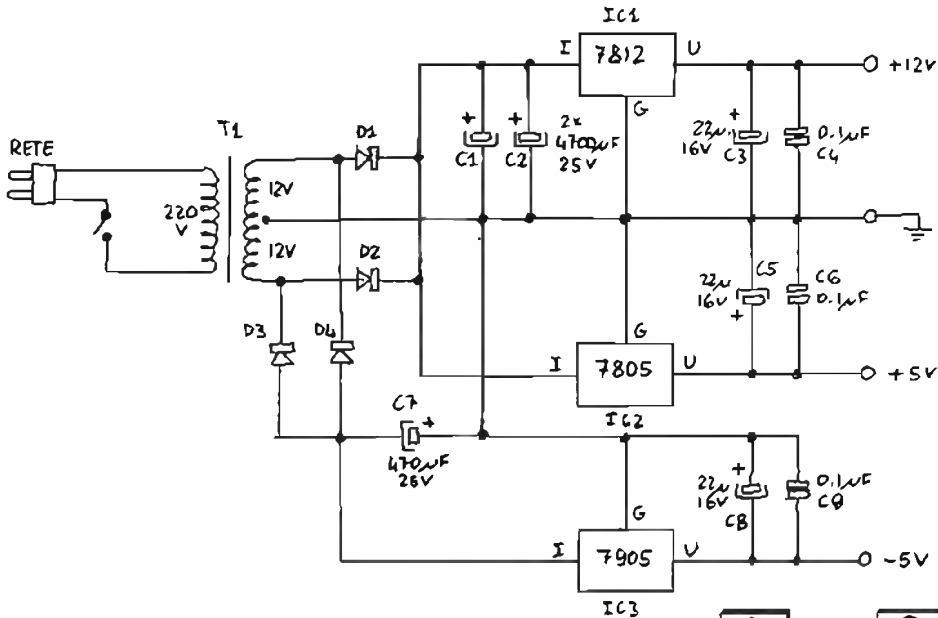 IC1
I
7812
U
G
+12V
T1
D1
+
C1
+
C2
2x
4700µF
25V
+
22µ
16V
C3
0.1µF
C4
RETE
220
V
12V
12V
D2
D3
D4
22µ
16V
C5
+
C6
0.1µF
G
I
7805
U
+5V
IC2
C7
+
470µF
25V
+
22µ
16V
C8
0.1µF
C9
G
I
7905
U
-5V
IC3